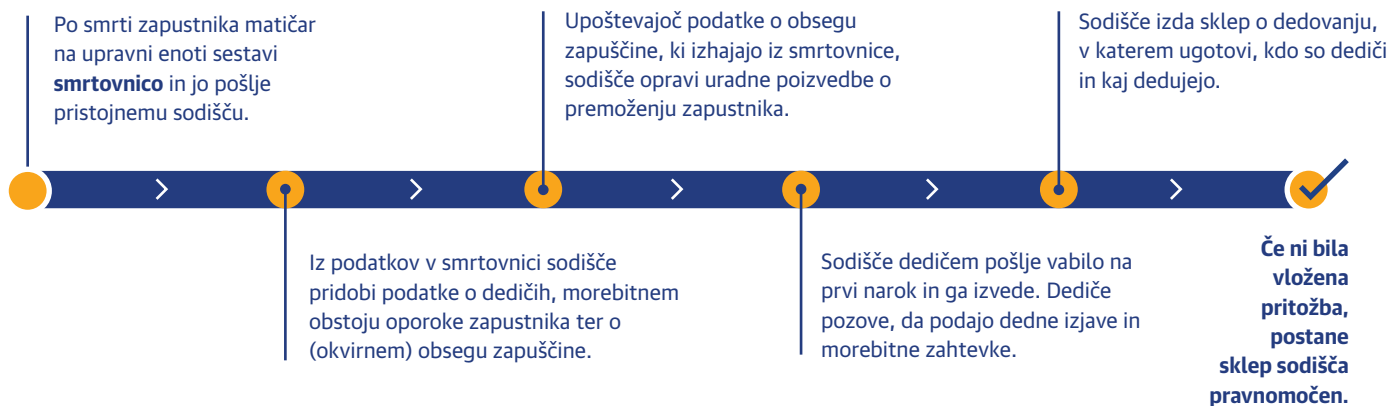 Po smrti zapustnika matičar
na upravni enoti sestavi
smrtovnico in jo pošlje
pristojnemu sodišču.
Iz podatkov v smrtovnici sodišče
pridobi podatke o dedičih, morebitnem
obstoju oporoke zapustnika ter o
(okvirnem) obsegu zapuščine.
Upoštevajoč podatke o obsegu
zapuščine, ki izhajajo iz smrtovnice,
sodišče opravi uradne poizvedbe o
premoženju zapustnika.
Sodišče dedičem pošlje vabilo na
prvi narok in ga izvede. Dediče
pozove, da podajo dedne izjave in
morebitne zahtevke.
Sodišče izda sklep o dedovanju,
v katerem ugotovi, kdo so dediči
in kaj dedujejo.
Če ni bila
vložena
pritožba,
postane
sklep sodišča
pravnomočen.